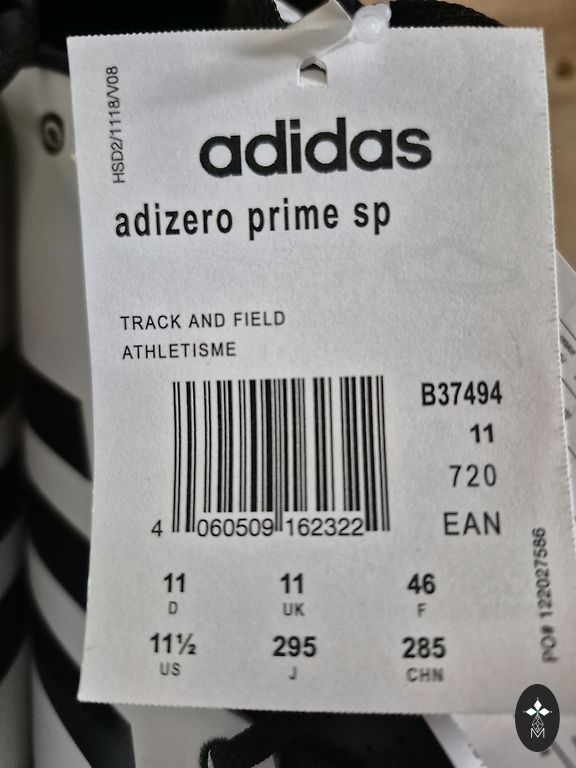 HSD2/1118/V08
adidas
adizero prime sp
TRACK AND FIELD
ATHLETISME
B37494
11
720
EAN
4 060509 162322
11 11 46
D UK F
11½ 295 285
US J CHN
PO# 122027586
M